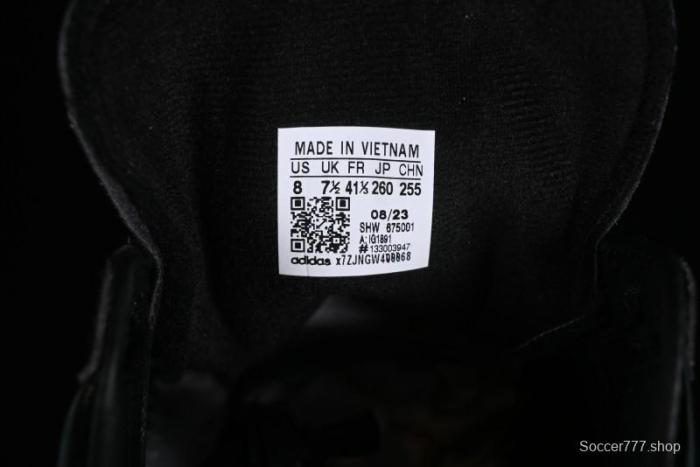 MADE IN VIETNAM
US UK FR JP CHN
8 7½ 41⅓ 260 255
08/23
SHW 675001
A: IG1891
#133003947
adidas
Soccer777.shop